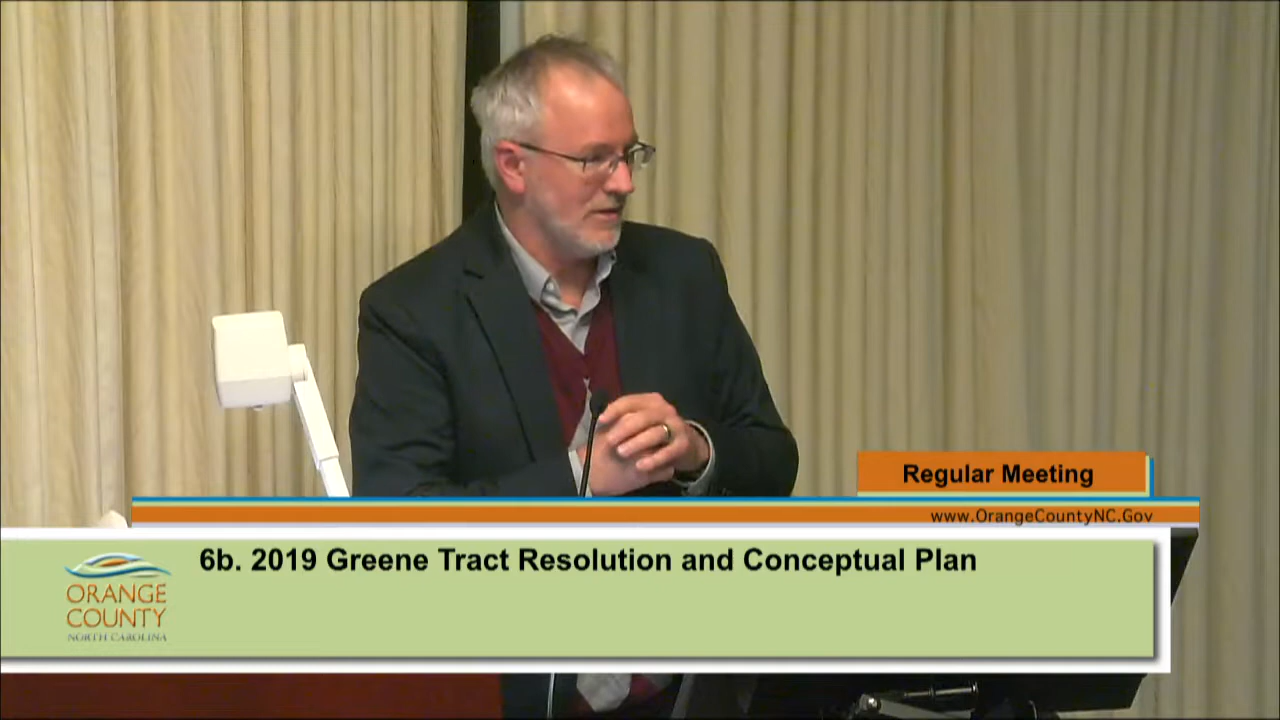 Regular Meeting
www.OrangeCountyNC.Gov
6b. 2019 Greene Tract Resolution and Conceptual Plan
ORANGE
COUNTY
NORTH CAROLINA